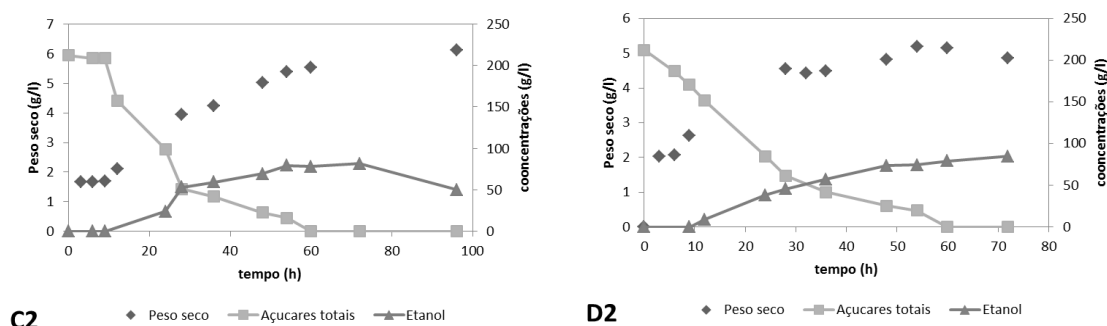 7
6
5
4
3
2
1
0
Peso seco (g/l)
250
200
150
100
50
0
cooncentrações (g/l)
0 20 40 60 80 100
tempo (h)
C2
Peso seco Açucares totais Etanol
6
5
4
3
2
1
0
Peso seco (g/l)
250
200
150
100
50
0
cooncentrações (g/l)
0 10 20 30 40 50 60 70 80
tempo (h)
D2
Peso seco Açucares totais Etanol